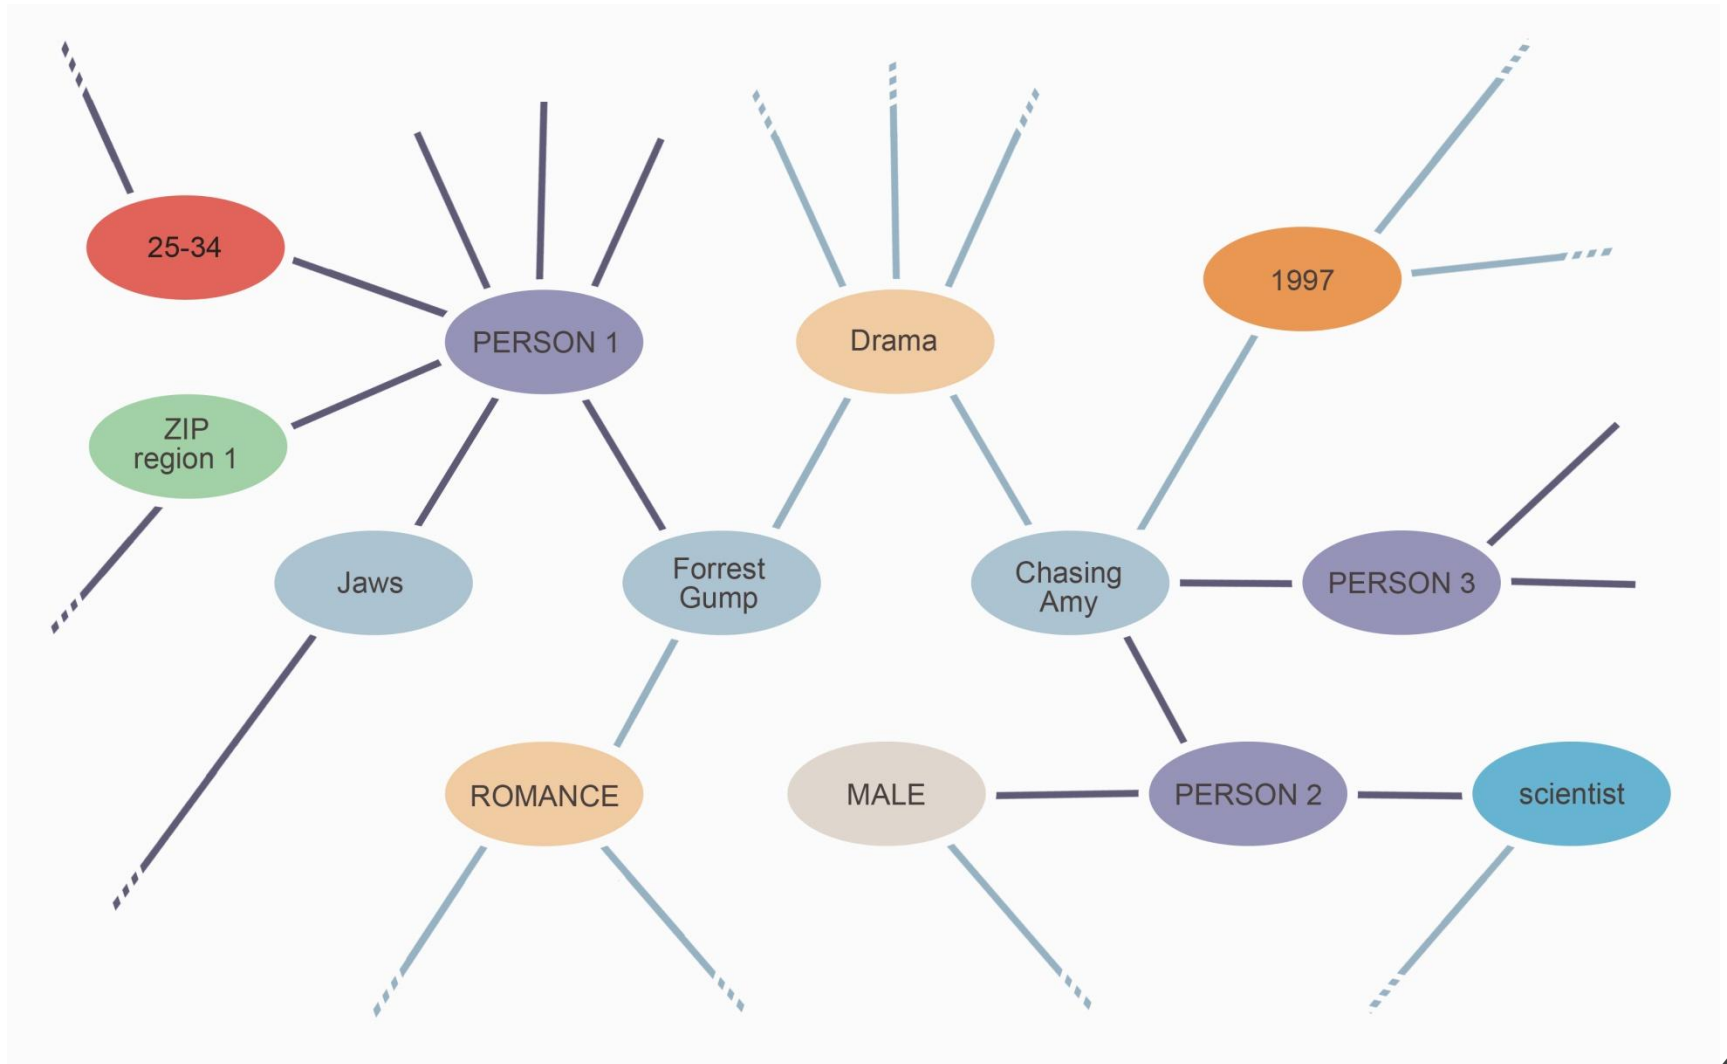 25-34
PERSON 1
Drama
1997
ZIP
region 1
Jaws
Forrest
Gump
Chasing
Amy
PERSON 3
ROMANCE
MALE
PERSON 2
scientist